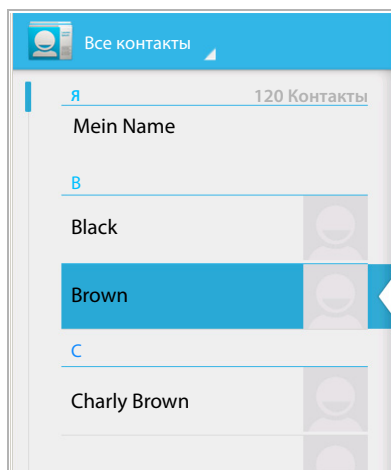 Все контакты
Я 120 Контакты
Mein Name
B
Black
Brown
C
Charly Brown